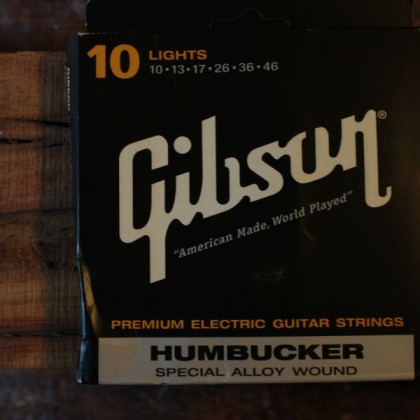 10 LIGHTS
10•13•17•26•36•46
Gibson®
"American Made, World Played"
PREMIUM ELECTRIC GUITAR STRINGS
HUMBUCKER
SPECIAL ALLOY WOUND